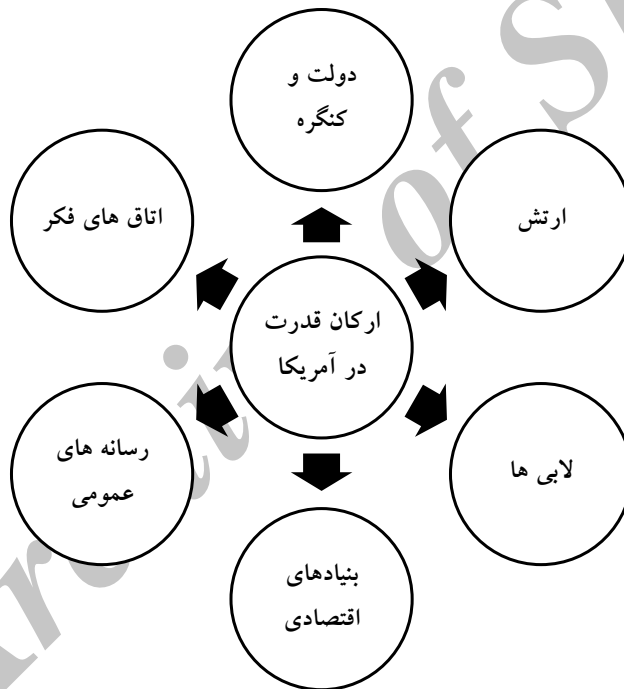 دولت و
کنگره
ارتش
اتاق های فکر
ارکان قدرت
در آمریکا
لابی ها
رسانه های
عمومی
بنیادهای
اقتصادی